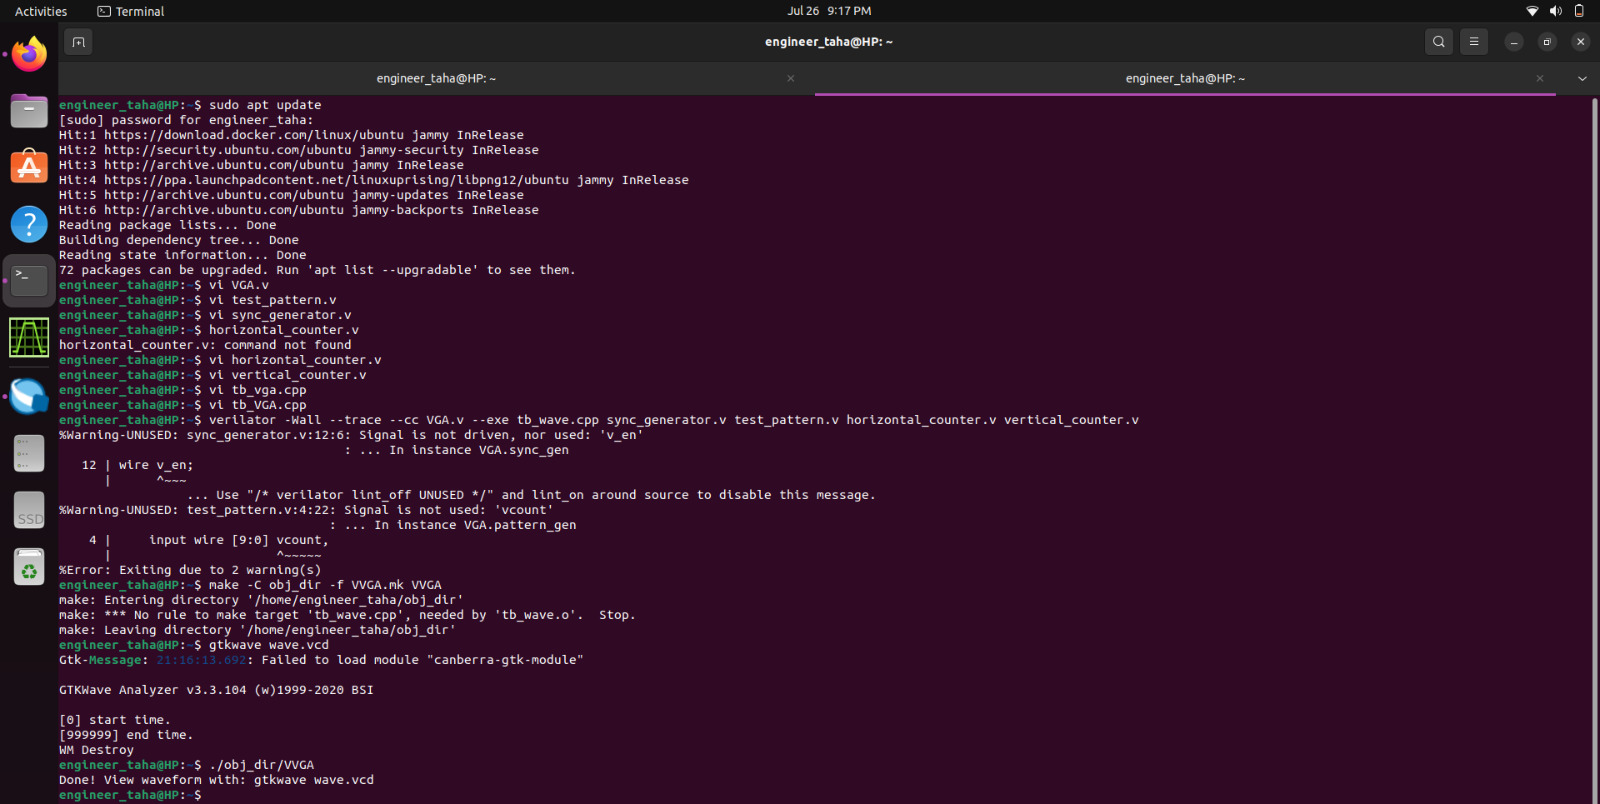 Activities
Terminal
Jul 26 9:17 PM
engineer_taha@HP: ~
engineer_taha@HP: ~
engineer_taha@HP: ~
engineer_taha@HP:~$ sudo apt update
[sudo] password for engineer_taha:
Hit:1 https://download.docker.com/linux/ubuntu jammy InRelease
Hit:2 http://security.ubuntu.com/ubuntu jammy-security InRelease
Hit:3 http://archive.ubuntu.com/ubuntu jammy InRelease
Hit:4 https://ppa.launchpadcontent.net/linuxuprising/libpng12/ubuntu jammy InRelease
Hit:5 http://archive.ubuntu.com/ubuntu jammy-updates InRelease
Hit:6 http://archive.ubuntu.com/ubuntu jammy-backports InRelease
Reading package lists... Done
Building dependency tree... Done
Reading state information... Done
72 packages can be upgraded. Run 'apt list --upgradable' to see them.
engineer_taha@HP:~$ vi VGA.v
engineer_taha@HP:~$ vi test_pattern.v
engineer_taha@HP:~$ vi sync_generator.v
engineer_taha@HP:~$ horizontal_counter.v
horizontal_counter.v: command not found
engineer_taha@HP:~$ vi horizontal_counter.v
engineer_taha@HP:~$ vi vertical_counter.v
engineer_taha@HP:~$ vi tb_vga.cpp
engineer_taha@HP:~$ vi tb_VGA.cpp
engineer_taha@HP:~$ verilator -Wall --trace --cc VGA.v --exe tb_wave.cpp sync_generator.v test_pattern.v horizontal_counter.v vertical_counter.v
%Warning-UNUSED: sync_generator.v:12:6: Signal is not driven, nor used: 'v_en'
: ... In instance VGA.sync_gen
12 | wire v_en;
| ^~~~
... Use "/* verilator lint_off UNUSED */" and lint_on around source to disable this message.
%Warning-UNUSED: test_pattern.v:4:22: Signal is not used: 'vcount'
: ... In instance VGA.pattern_gen
4 | input wire [9:0] vcount,
| ^~~~~~
%Error: Exiting due to 2 warning(s)
engineer_taha@HP:~$ make -C obj_dir -f VVGA.mk VVGA
make: Entering directory '/home/engineer_taha/obj_dir'
make: *** No rule to make target 'tb_wave.cpp', needed by 'tb_wave.o'.  Stop.
make: Leaving directory '/home/engineer_taha/obj_dir'
engineer_taha@HP:~$ gtkwave wave.vcd
Gtk-Message: 21:16:13.692: Failed to load module "canberra-gtk-module"
GTKWave Analyzer v3.3.104 (w)1999-2020 BSI
[0] start time.
[999999] end time.
WM Destroy
engineer_taha@HP:~$ ./obj_dir/VVGA
Done! View waveform with: gtkwave wave.vcd
engineer_taha@HP:~$
SSD